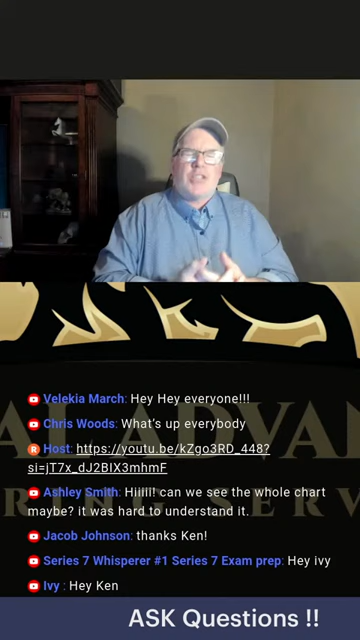 Velekia March: Hey Hey everyone!!!
Chris Woods: What's up everybody
Host: https://youtu.be/kZgo3RD_448?
si=jT7x_dJ2BIX3mhmF
Ashley Smith: Hiiiii! can we see the whole chart
maybe? it was hard to understand it.
Jacob Johnson: thanks Ken!
Series 7 Whisperer #1 Series 7 Exam prep: Hey ivy
Ivy : Hey Ken
ASK Questions !!